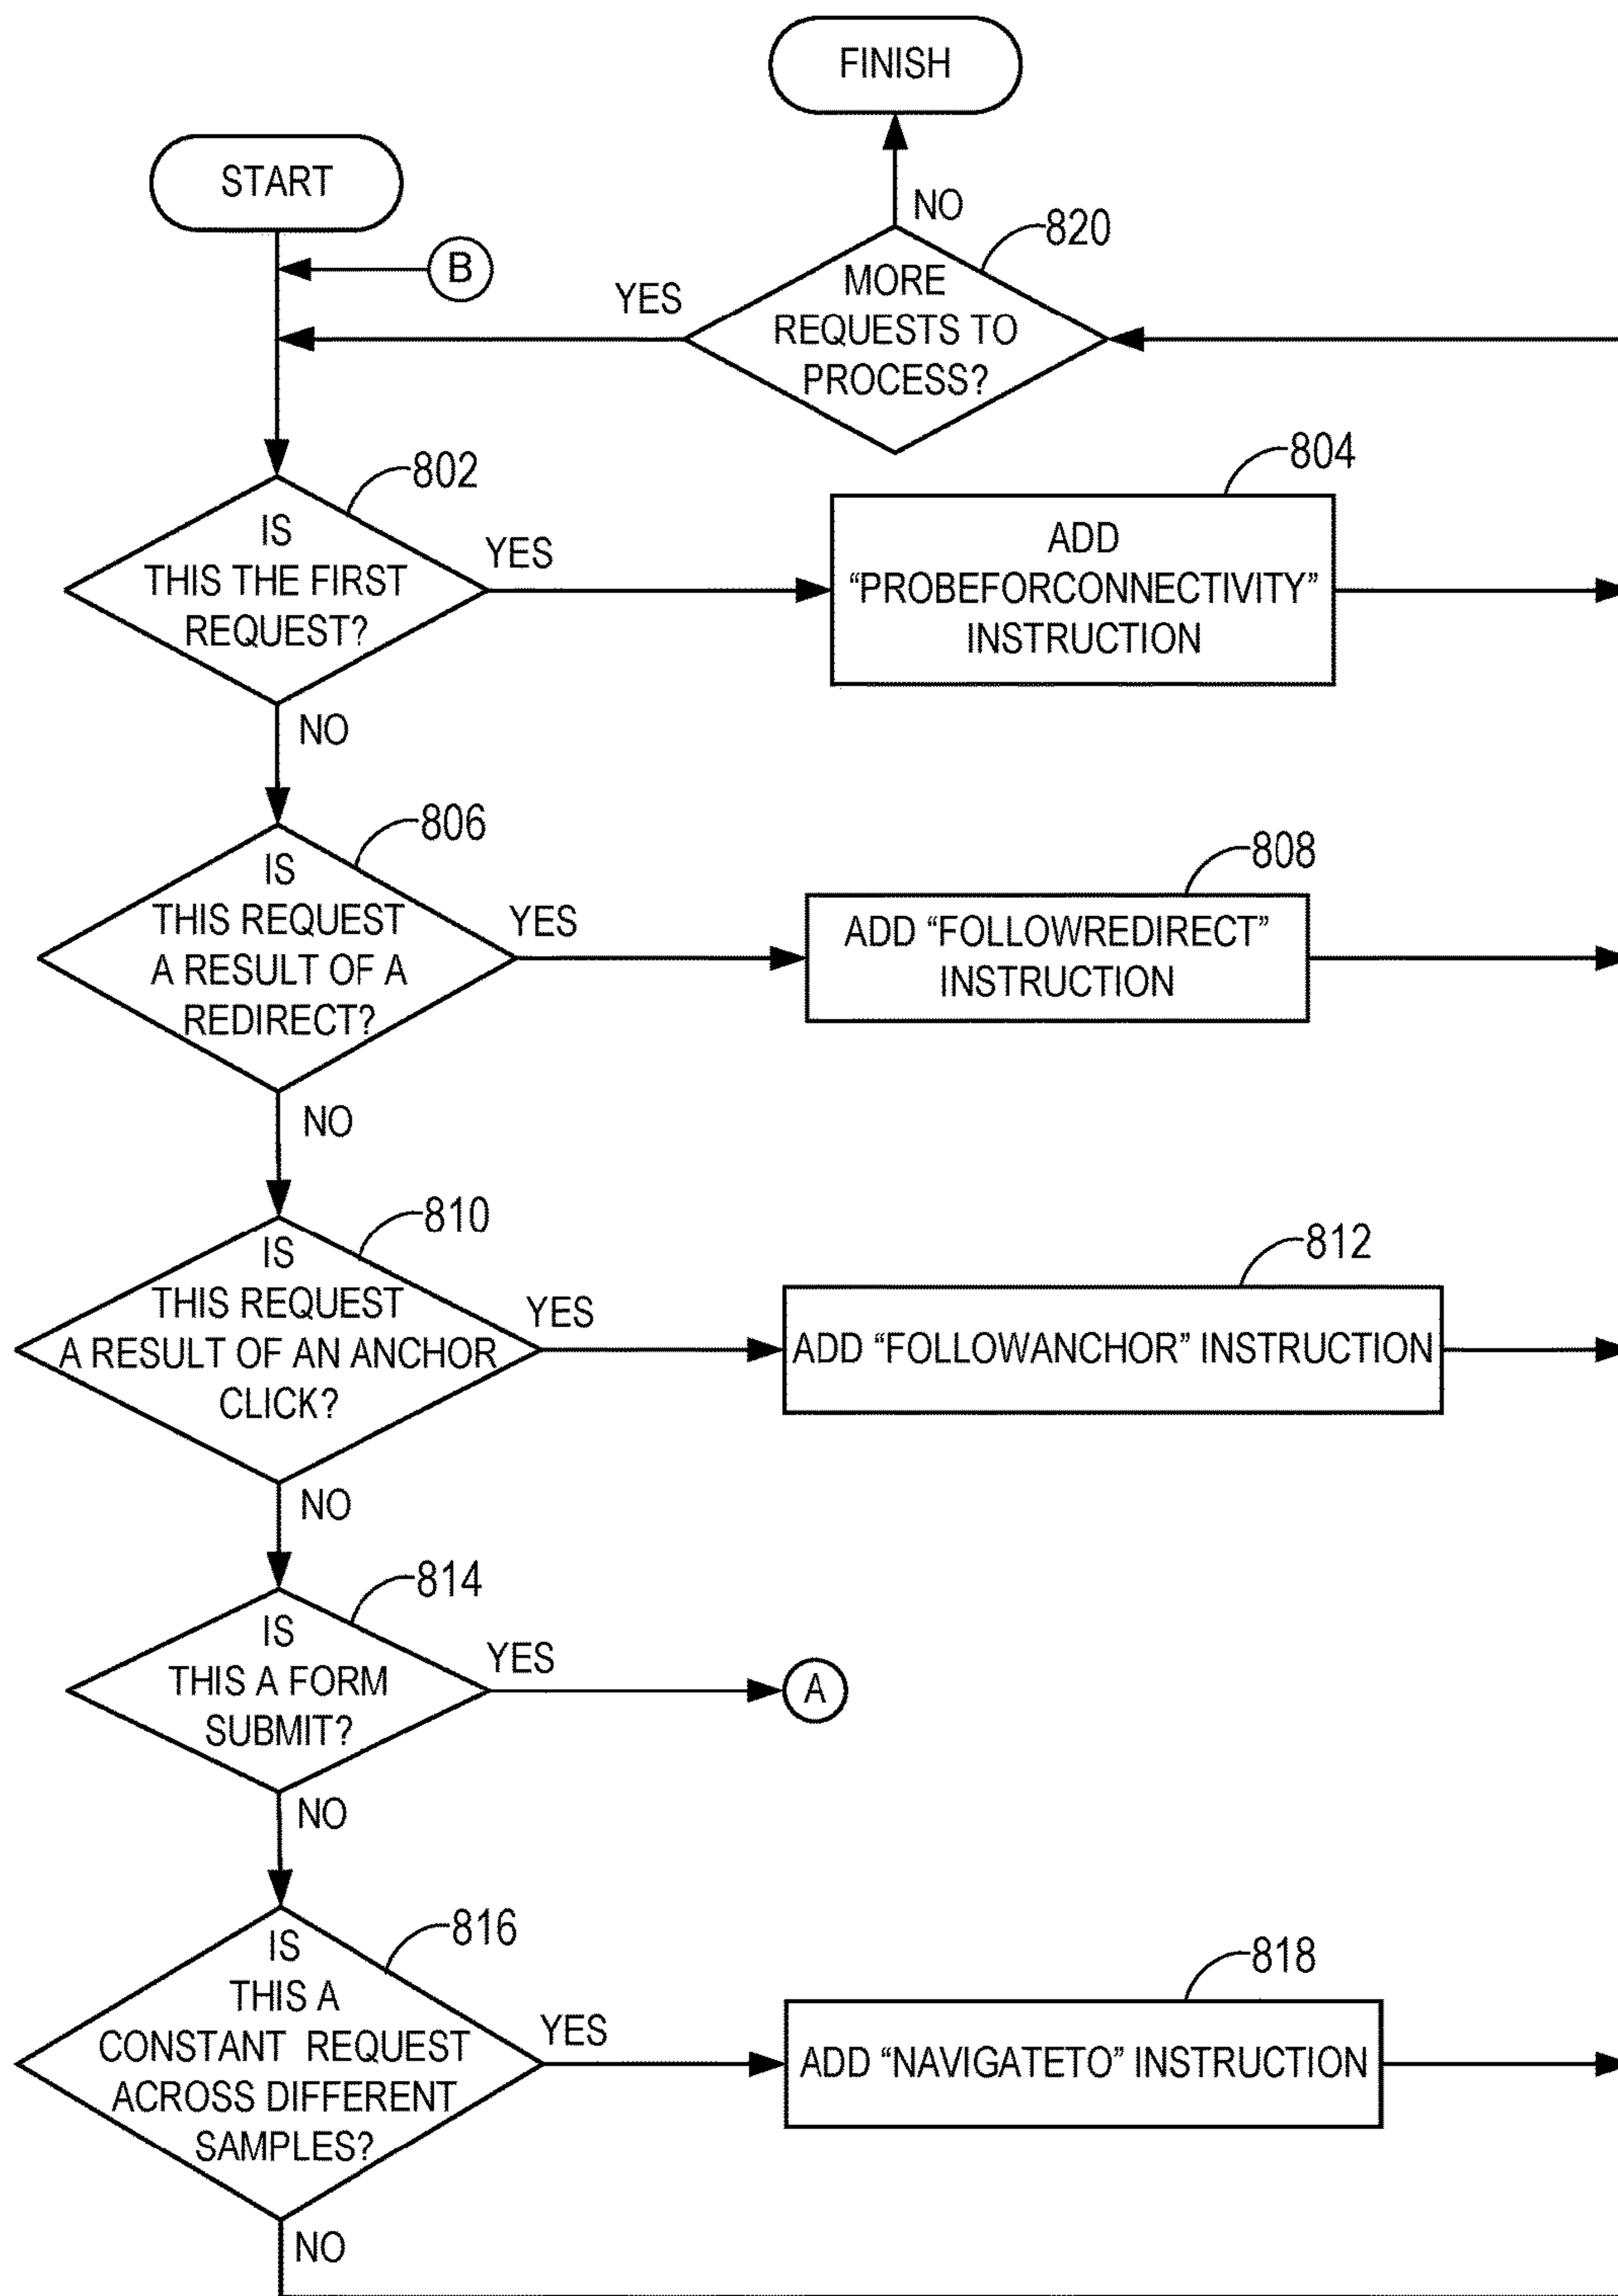 FINISH
START
NO
820
B
YES
MORE
REQUESTS TO
PROCESS?
802
804
IS
THIS THE FIRST
REQUEST?
YES
ADD
“PROBEFORCONNECTIVITY”
INSTRUCTION
NO
806
808
IS
THIS REQUEST
A RESULT OF A
REDIRECT?
YES
ADD “FOLLOWREDIRECT”
INSTRUCTION
NO
810
812
IS
THIS REQUEST
A RESULT OF AN ANCHOR
CLICK?
YES
ADD “FOLLOWANCHOR” INSTRUCTION
NO
814
IS
THIS A FORM
SUBMIT?
YES
A
NO
816
818
IS
THIS A
CONSTANT REQUEST
ACROSS DIFFERENT
SAMPLES?
YES
ADD “NAVIGATETO” INSTRUCTION
NO